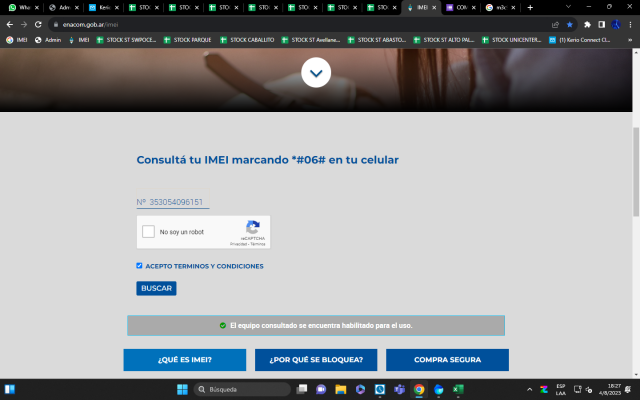 Wha
Adm
Kerio
STOC
STOC
STOC
STOC
STOC
STOC
STOC
IMEI
CON
m3c
enacom.gob.ar/imei
IMEI
Admin
IMEI
STOCK ST SWPOCE...
STOCK PARQUE
STOCK CABALLITO
STOCK ST Avellane...
STOCK ST ABASTO...
STOCK ST ALTO PAL...
STOCK UNICENTER...
(1) Kerio Connect Cl...
Consultá tu IMEI marcando *#06# en tu celular
Nº 353054096151
No soy un robot
reCAPTCHA
Privacidad - Términos
ACEPTO TERMINOS Y CONDICIONES
BUSCAR
El equipo consultado se encuentra habilitado para el uso.
¿QUÉ ES IMEI?
¿POR QUÉ SE BLOQUEA?
COMPRA SEGURA
Búsqueda
ESP
LAA
18:27
4/8/2023